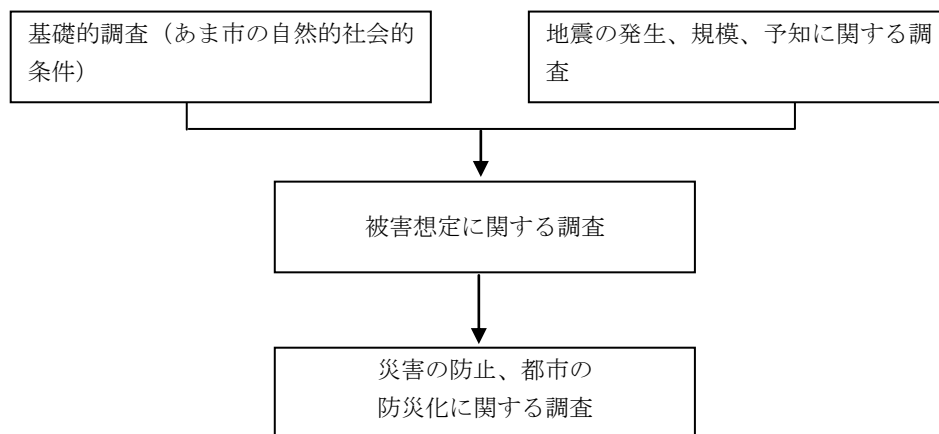 基礎的調査（あま市の自然的社会的
条件）
地震の発生、規模、予知に関する調
査
被害想定に関する調査
災害の防止、都市の
防災化に関する調査